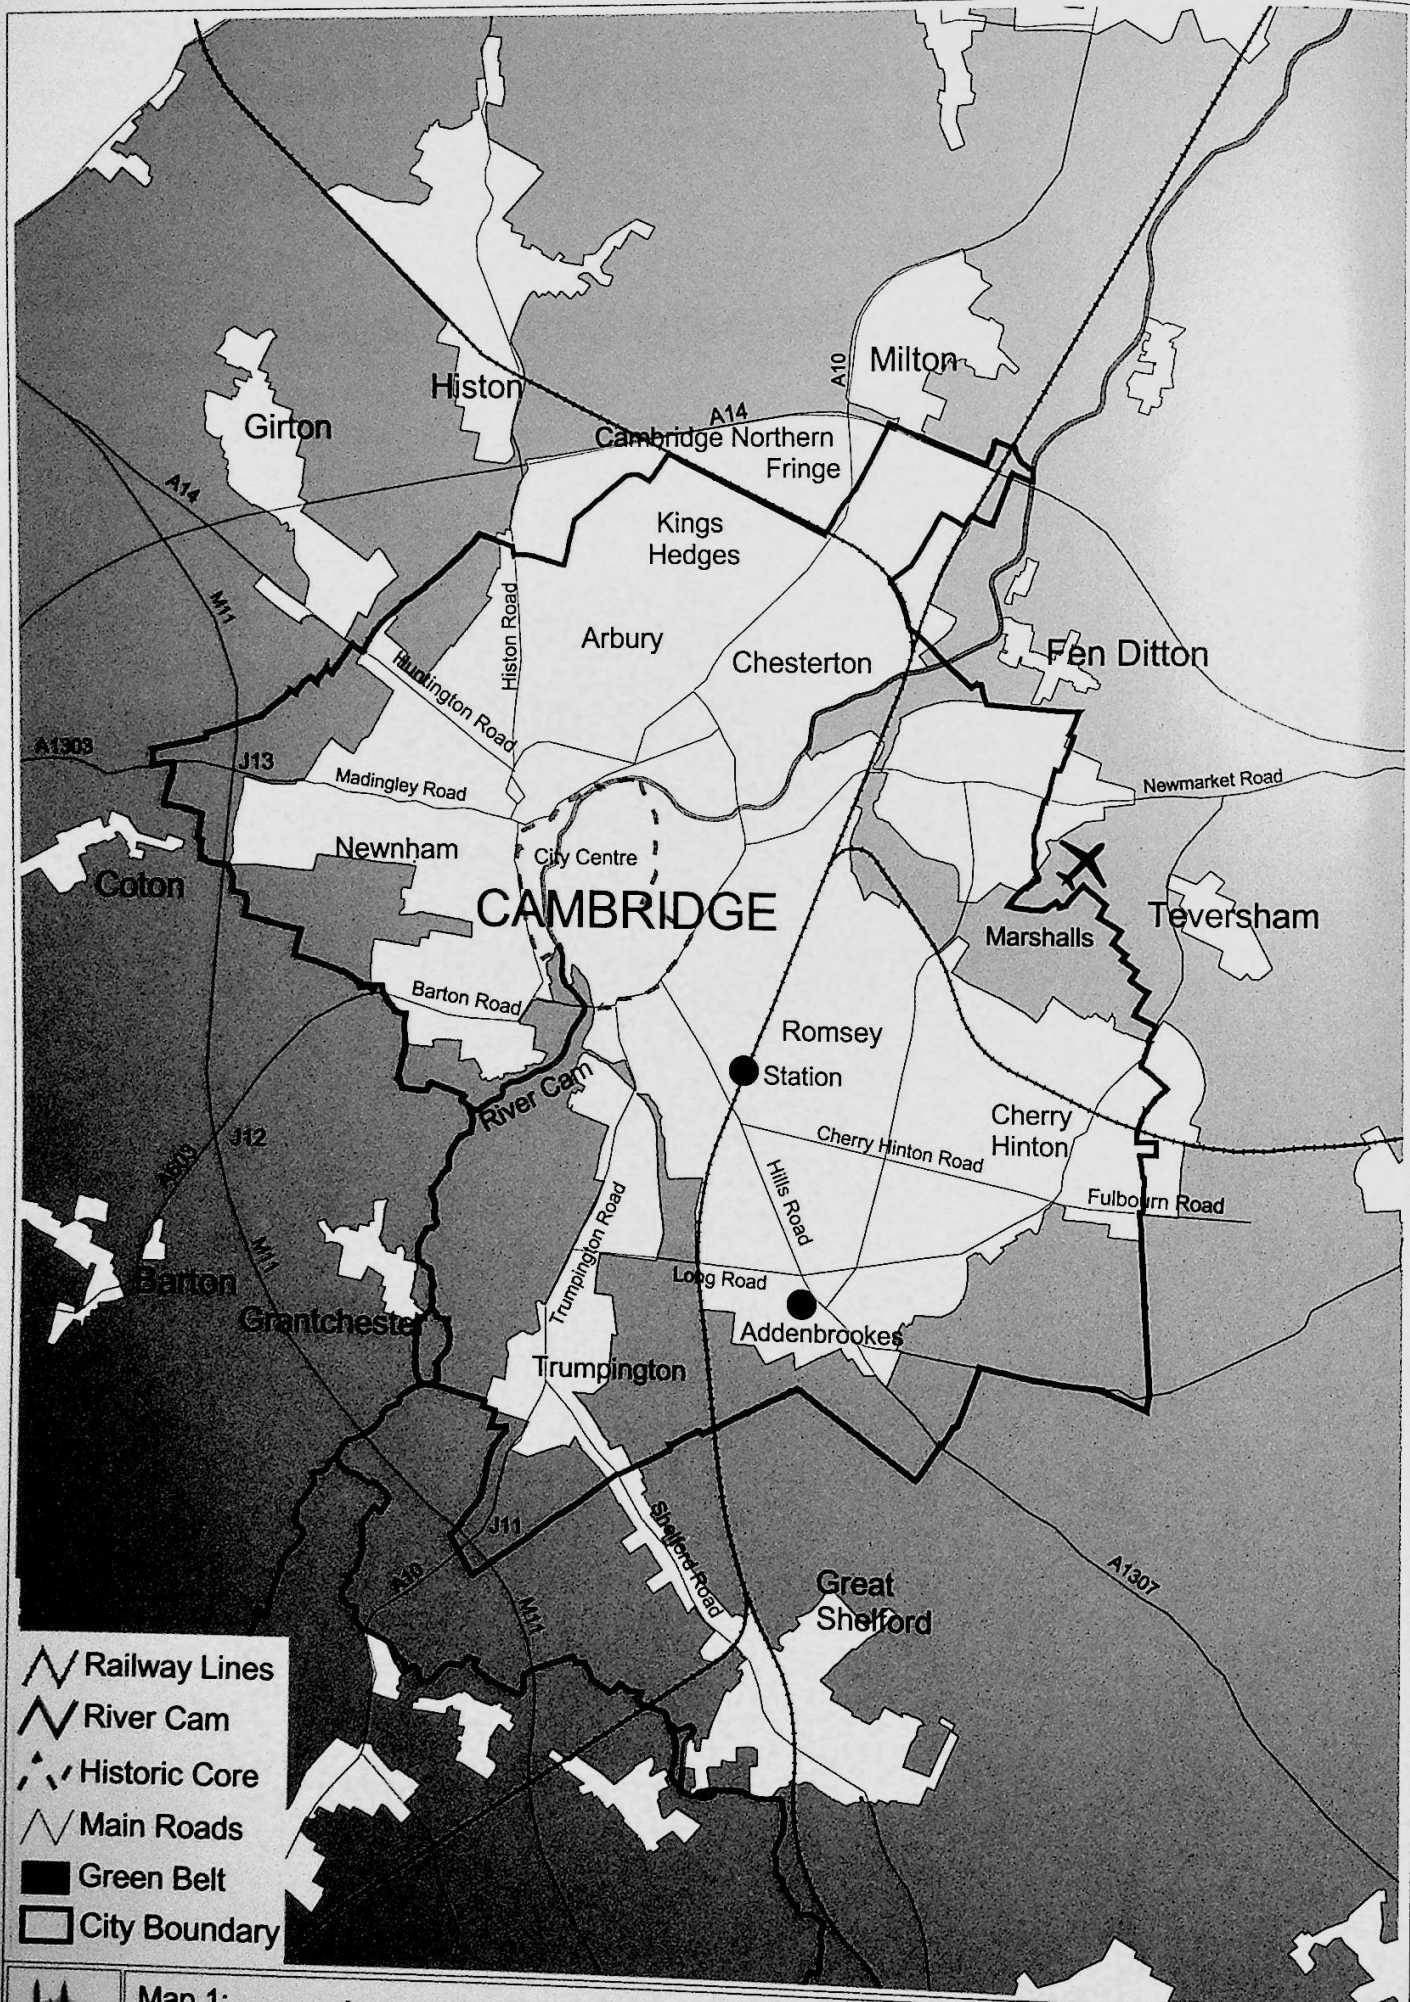 Milton
A10
Histon
Girton
A14
Cambridge Northern
Fringe
A14
Kings
Hedges
M11
Histon Road
Arbury
Chesterton
Fen Ditton
Huntington Road
A1303
J13
Madingley Road
Newmarket Road
Newnham
City Centre
Coton
CAMBRIDGE
Marshalls
Teversham
Barton Road
Romsey
Station
River Cam
Cherry
Hinton
J12
A603
Cherry Hinton Road
Hills Road
Fulbourn Road
Trumpington Road
M11
Barton
Long Road
Grantcheste
Addenbrookes
Trumpington
J11
Shelford Road
A10
M11
Great
Shelford
A1307
Railway Lines
River Cam
Historic Core
Main Roads
Green Belt
City Boundary
Map 1: